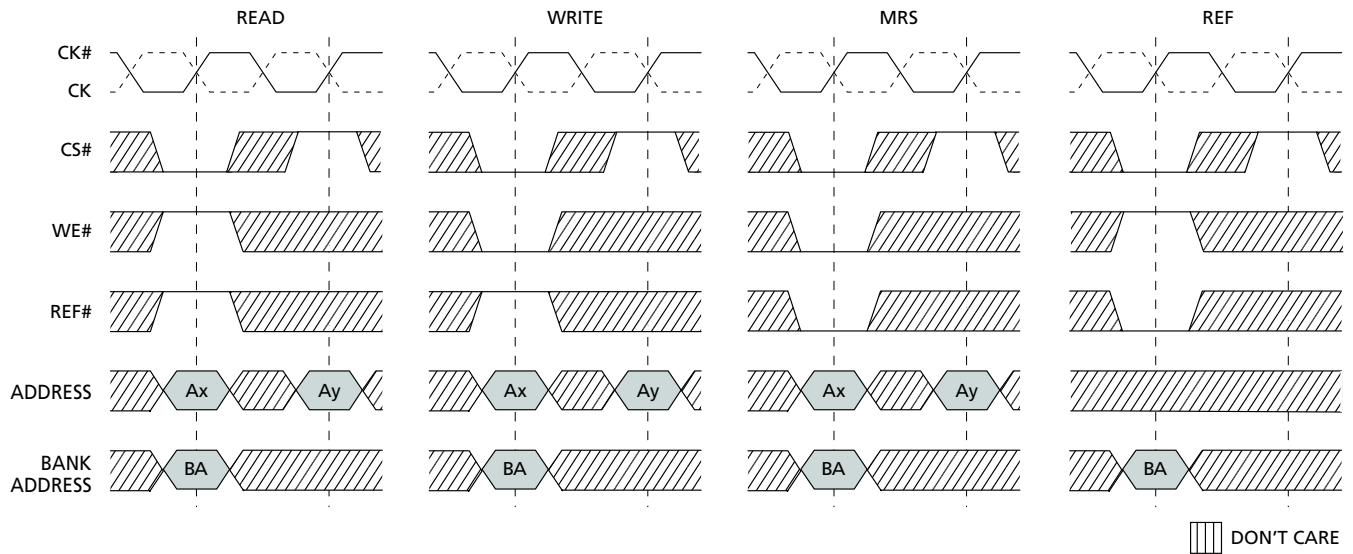 READ WRITE MRS REF
CK#
CK
CS#
WE#
REF#
ADDRESS Ax Ay Ax Ay Ax Ay
BANK BA BA BA BA
ADDRESS
DON'T CARE